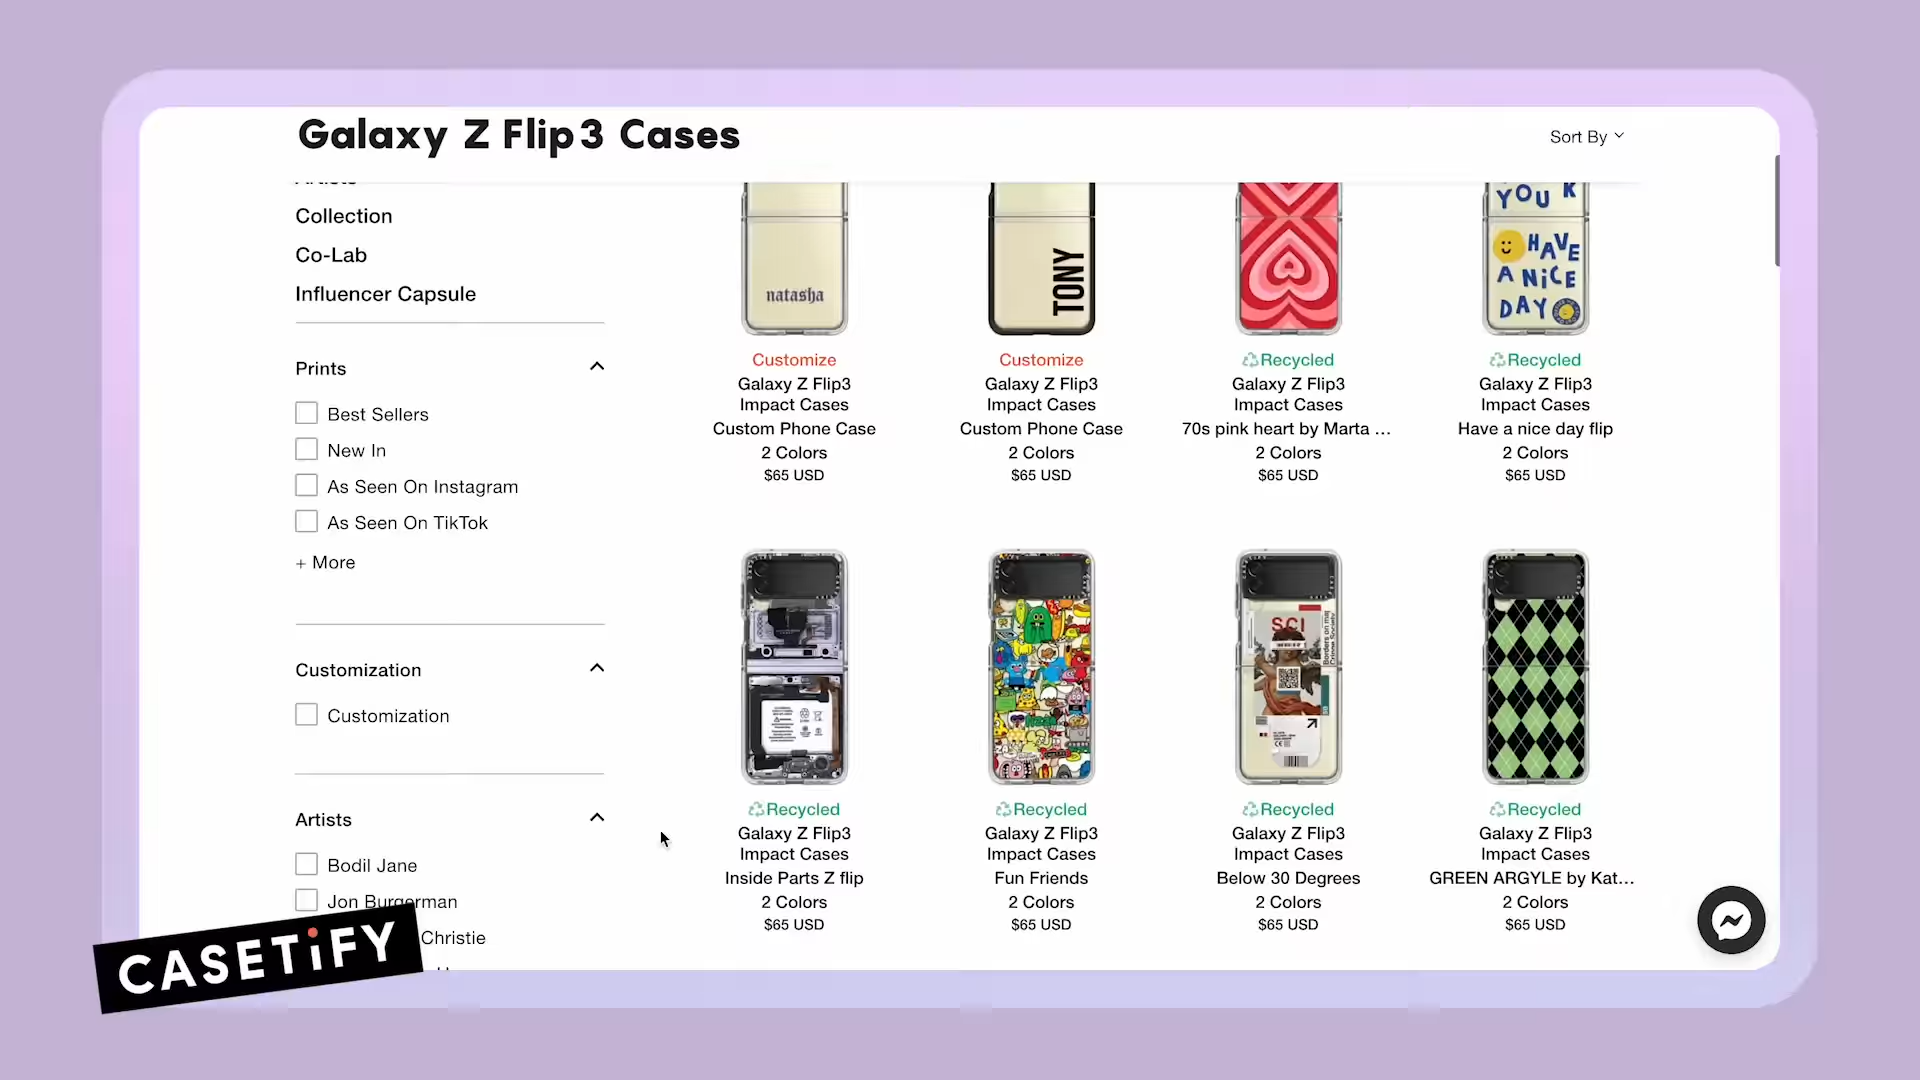 Galaxy Z Flip3 Cases
Sort By
Artists
Collection
Co-Lab
Influencer Capsule
Prints
Best Sellers
New In
As Seen On Instagram
As Seen On TikTok
+ More
Customization
Customization
Artists
Bodil Jane
Jon Burgerman
Christie
natasha
Customize
Galaxy Z Flip3
Impact Cases
Custom Phone Case
2 Colors
$65 USD
TONY
Customize
Galaxy Z Flip3
Impact Cases
Custom Phone Case
2 Colors
$65 USD
Recycled
Galaxy Z Flip3
Impact Cases
70s pink heart by Marta ...
2 Colors
$65 USD
YOU K
HAVE
A NiCE
DAY
Recycled
Galaxy Z Flip3
Impact Cases
Have a nice day flip
2 Colors
$65 USD
Recycled
Galaxy Z Flip3
Impact Cases
Inside Parts Z flip
2 Colors
$65 USD
Recycled
Galaxy Z Flip3
Impact Cases
Fun Friends
2 Colors
$65 USD
SCI
Recycled
Galaxy Z Flip3
Impact Cases
Below 30 Degrees
2 Colors
$65 USD
Recycled
Galaxy Z Flip3
Impact Cases
GREEN ARGYLE by Kat...
2 Colors
$65 USD
CASETiFY